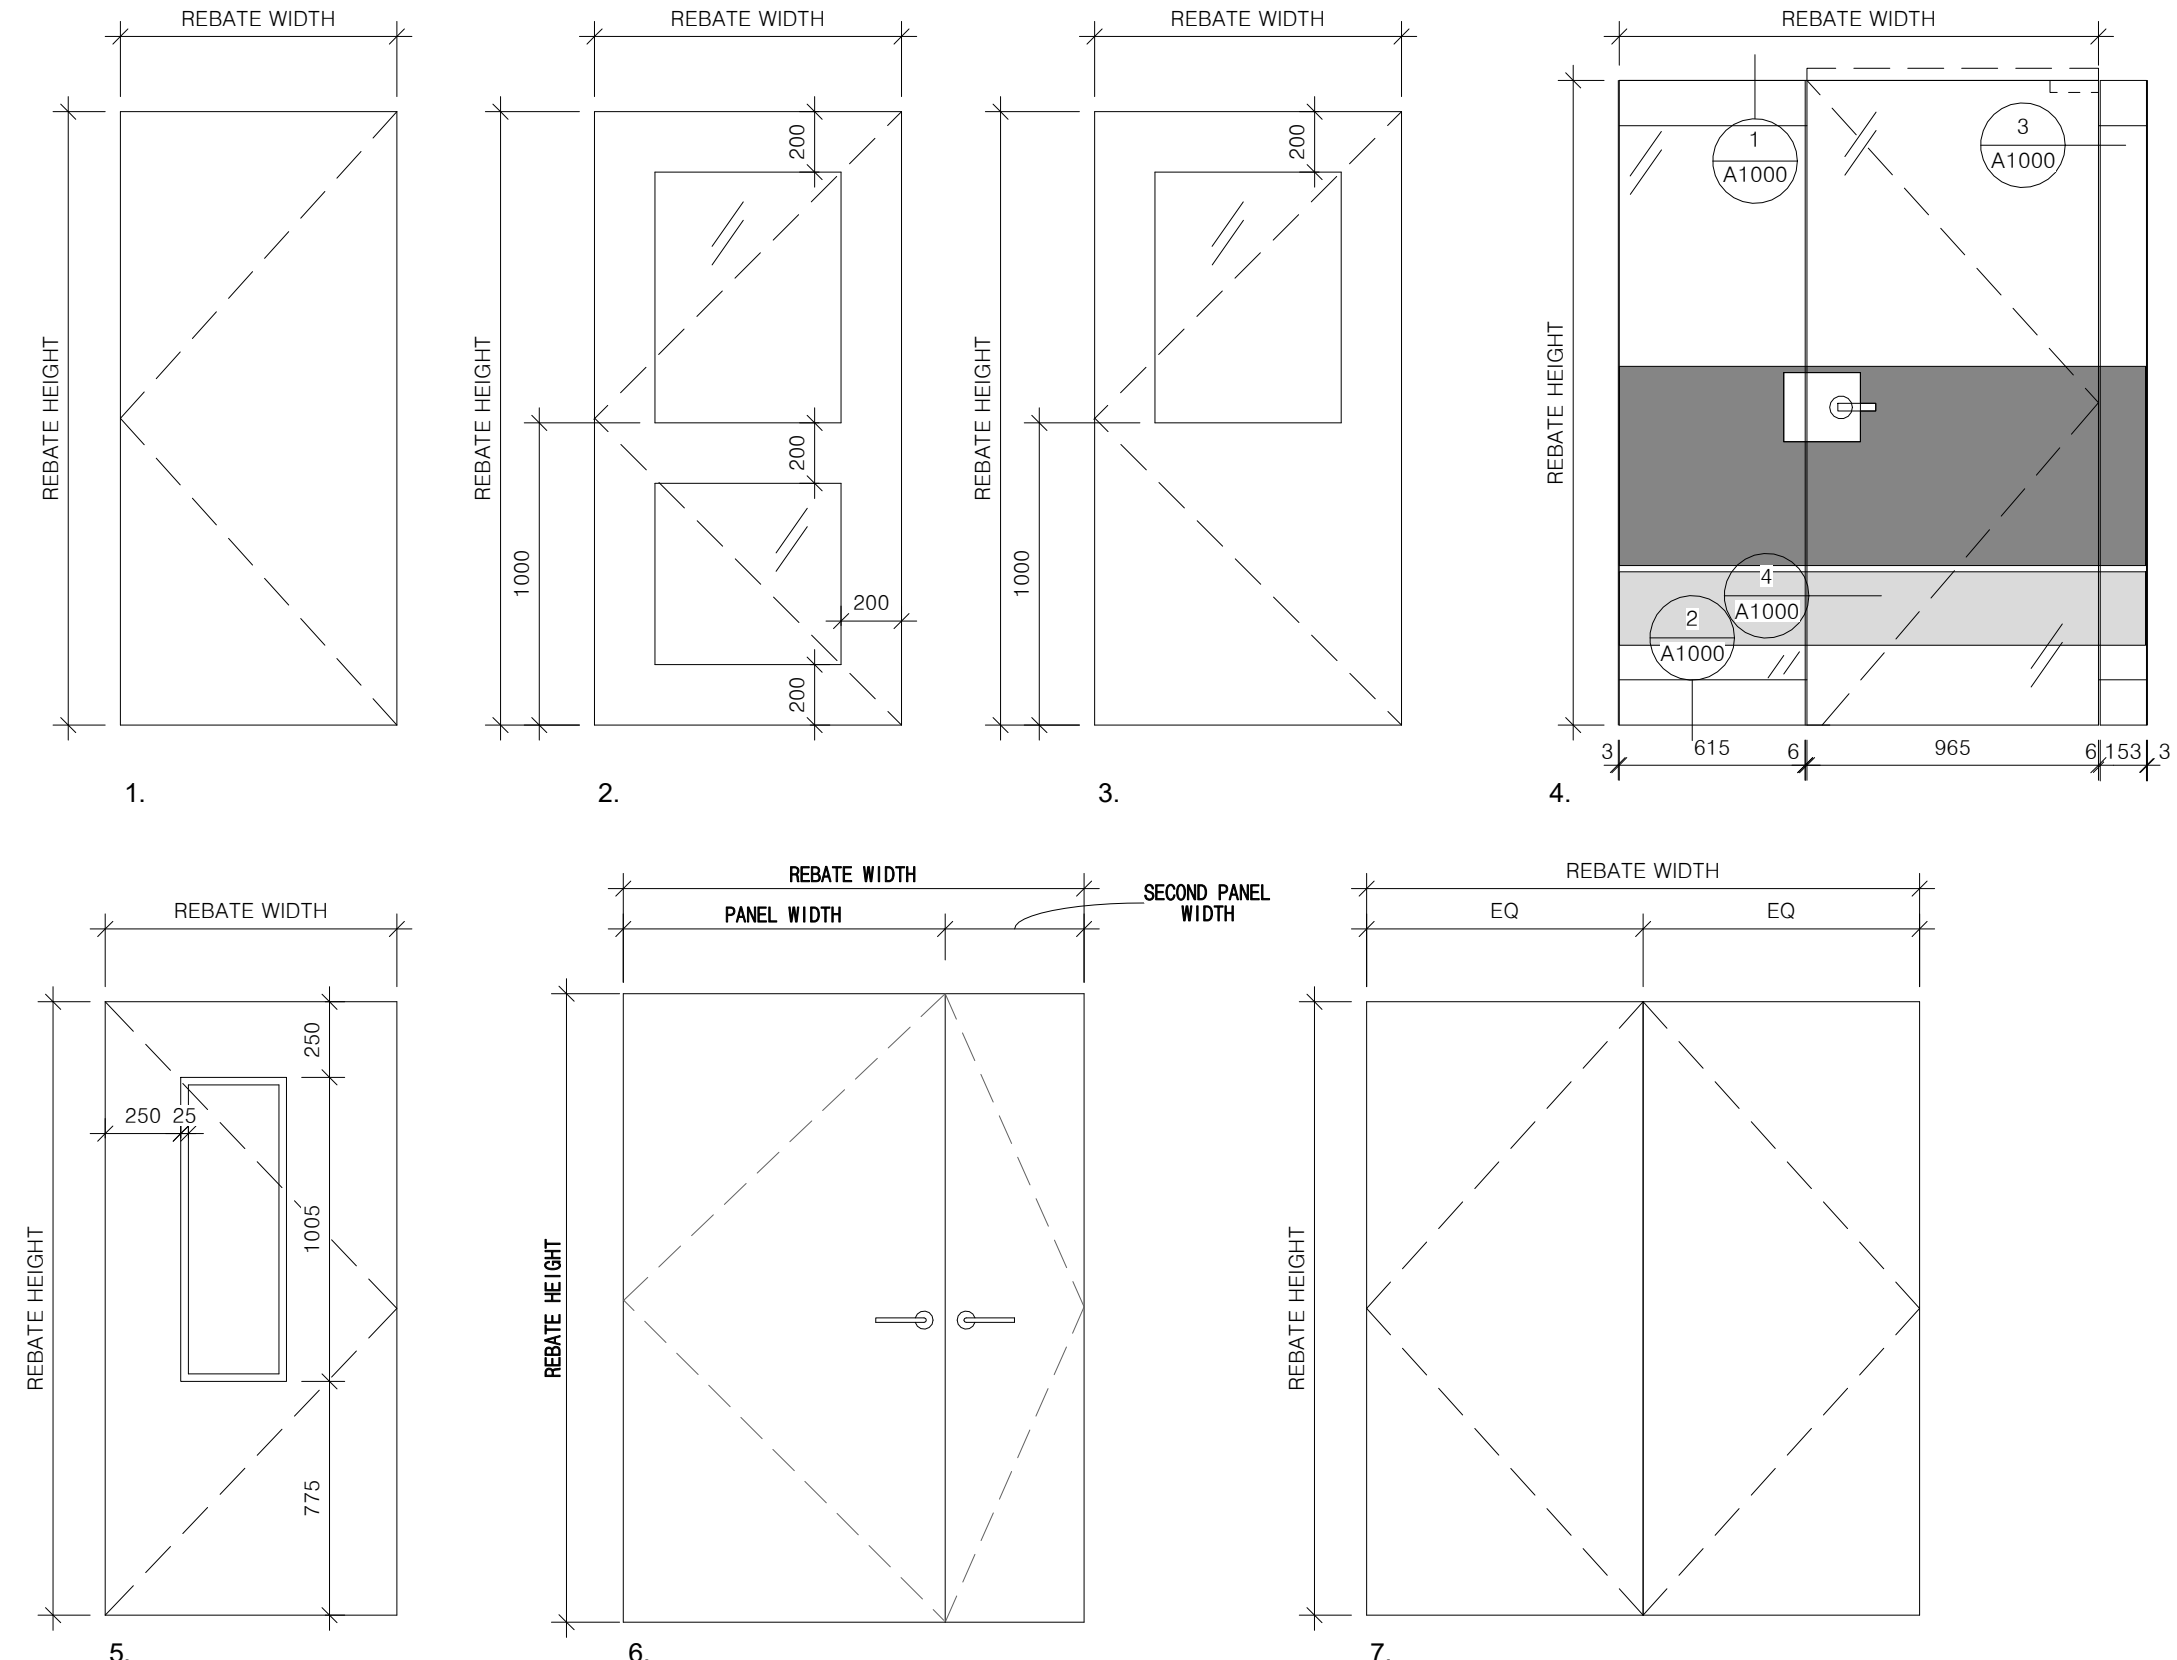 REBATE WIDTH
REBATE HEIGHT
1.
REBATE WIDTH
REBATE HEIGHT
200
200
1000
200
200
2.
REBATE WIDTH
REBATE HEIGHT
200
1000
3.
REBATE WIDTH
REBATE HEIGHT
1
A1000
3
A1000
4
A1000
2
A1000
3
615
6
965
6
153
3
4.
REBATE WIDTH
REBATE HEIGHT
250
250
25
1005
775
5.
REBATE WIDTH
PANEL WIDTH
SECOND PANEL
WIDTH
REBATE HEIGHT
6.
REBATE WIDTH
EQ
EQ
REBATE HEIGHT
7.